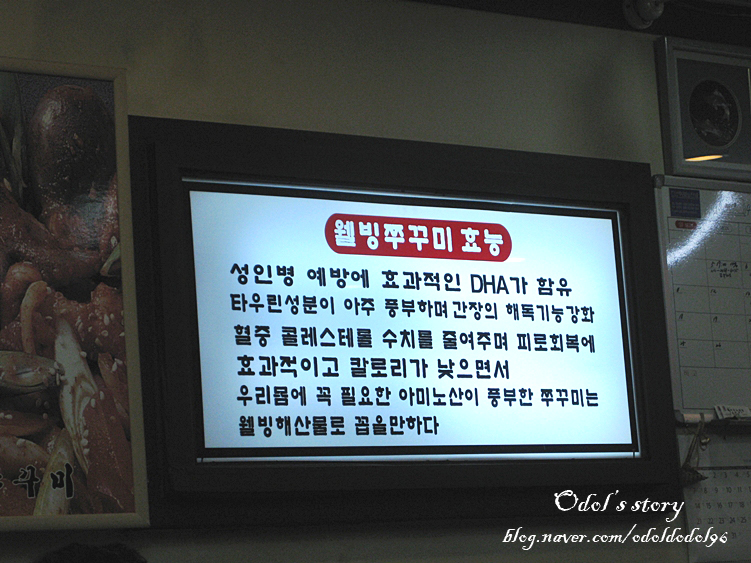 웰빙쭈꾸미 효능
성인병 예방에 효과적인 DHA가 함유
타우린성분이 아주 풍부하며 간장의 해독기능강화
혈중 콜레스테롤 수치를 줄여주며 피로회복에
효과적이고 칼로리가 낮으면서
우리몸에 꼭 필요한 아미노산이 풍부한 쭈꾸미는
웰빙해산물로 꼽을만하다
꾸미
Odol's story
blog.naver.com/odoldodol96